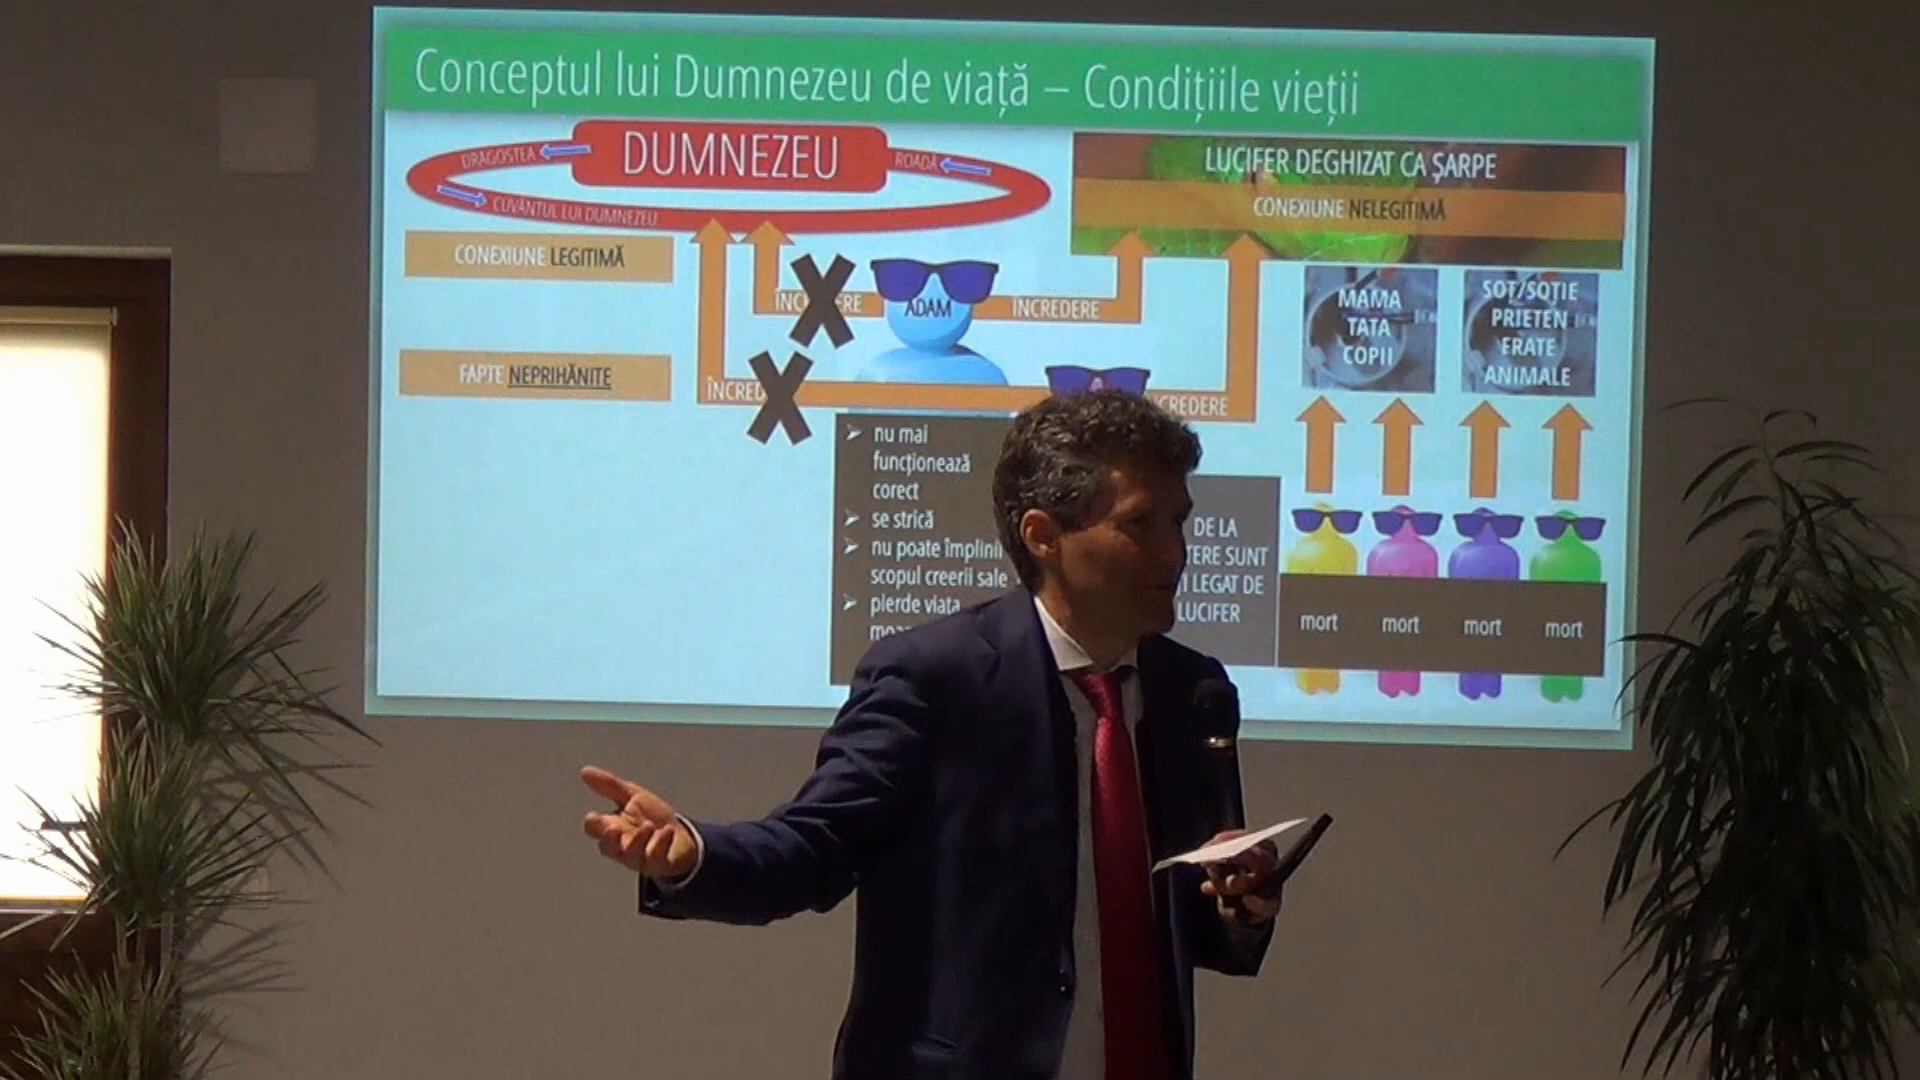 Conceptul lui Dumnezeu de viață – Condițiile vieții
DRAGOSTEA
DUMNEZEU
ROADĂ
CUVÂNTUL LUI DUMNEZEU
LUCIFER DEGHIZAT CA ȘARPE
CONEXIUNE NELEGITIMĂ
CONEXIUNE LEGITIMĂ
ADAM
ÎNCREDERE
MAMA
TATA
COPII
SOȚ/SOȚIE
PRIETEN
FRATE
ANIMALE
FAPTE NEPRIHĂNITE
➢ nu mai
funcționează
corect
➢ se strică
➢ nu poate împlini
scopul creerii sale
➢ pierde viața
DE LA
SUNT
LEGAT DE
LUCIFER
mort
mort
mort
mort